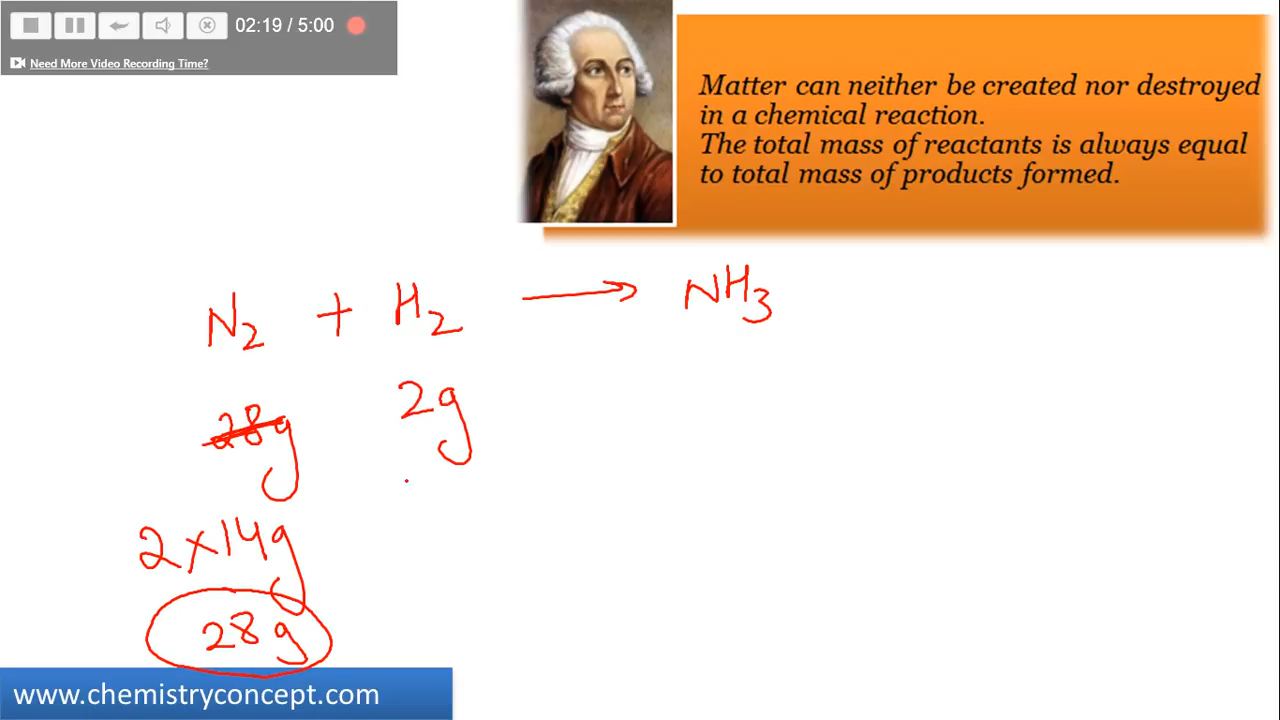 02:19 / 5:00
Need More Video Recording Time?
Matter can neither be created nor destroyed
in a chemical reaction.
The total mass of reactants is always equal
to total mass of products formed.
N2 + H2 → NH3
28g 2g
2×14g
28g
www.chemistryconcept.com